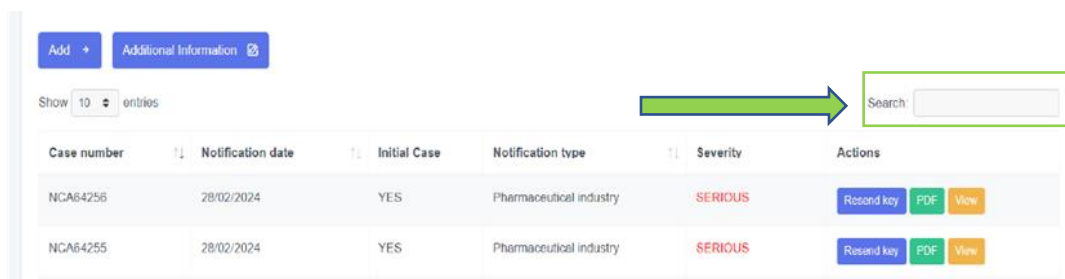 Add Additional Information
Show 10 entries Search:
Case number Notification date Initial Case Notification type Severity Actions
NCA64256 28/02/2024 YES Pharmaceutical industry SERIOUS Resend key PDF View
NCA64255 28/02/2024 YES Pharmaceutical industry SERIOUS Resend key PDF View